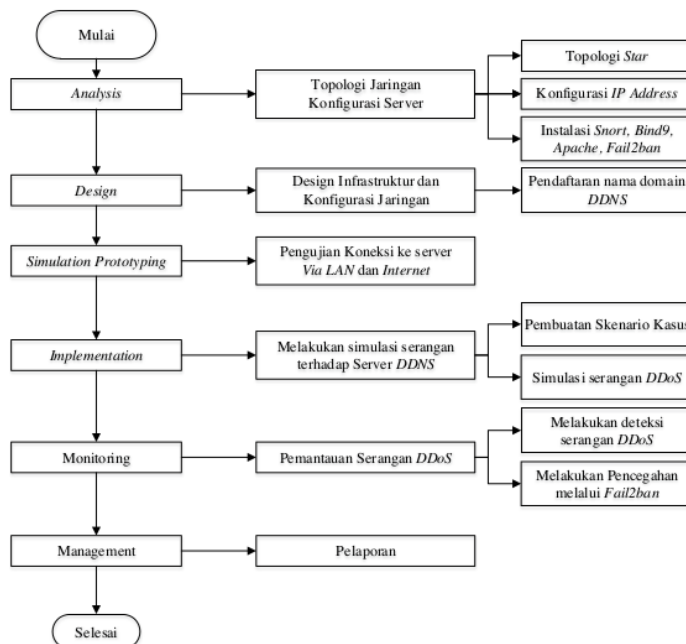 Mulai
Analysis
Topologi Jaringan
Konfigurasi Server
Topologi Star
Konfigurasi IP Address
Instalasi Snort, Bind9,
Apache, Fail2ban
Design
Design Infrastruktur dan
Konfigurasi Jaringan
Pendaftaran nama domain
DDNS
Simulation Prototyping
Pengujian Koneksi ke server
Via LAN dan Internet
Implementation
Melakukan simulasi serangan
terhadap Server DDNS
Pembuatan Skenario Kasus
Simulasi serangan DDoS
Monitoring
Pemantauan Serangan DDoS
Melakukan deteksi
serangan DDoS
Melakukan Pencegahan
melalui Fail2ban
Management
Pelaporan
Selesai